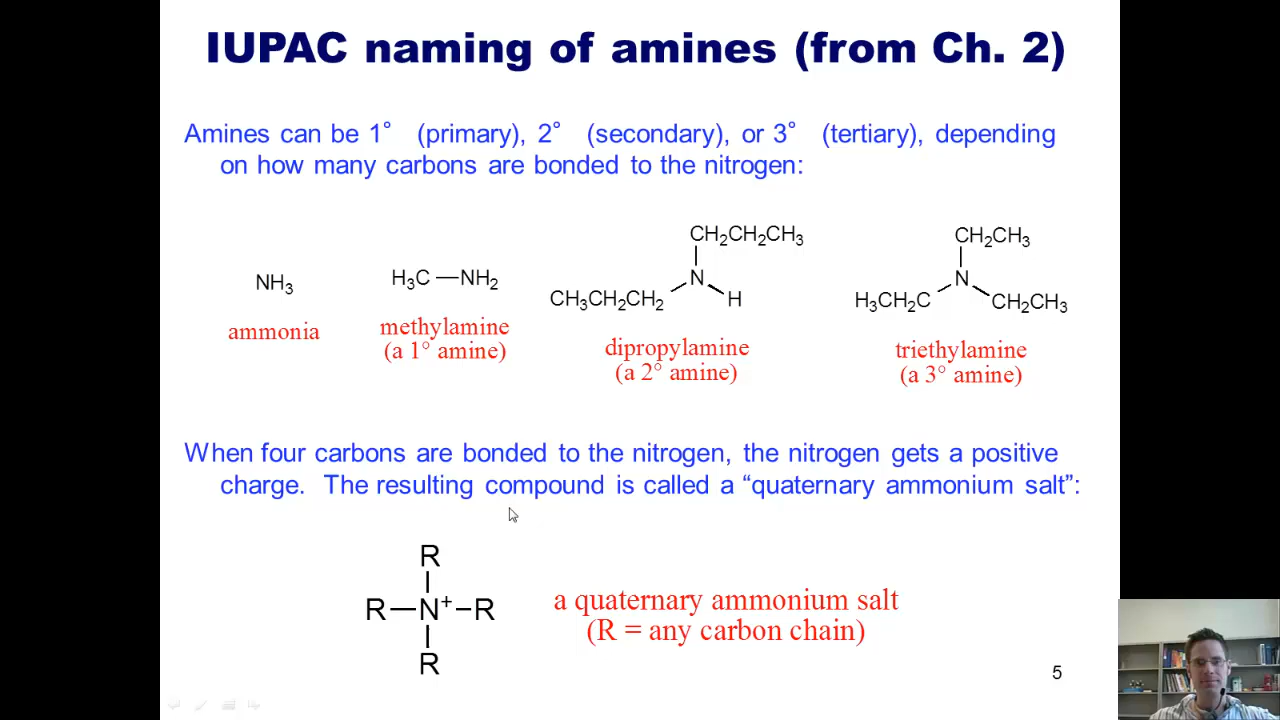 IUPAC naming of amines (from Ch. 2)
Amines can be 1° (primary), 2° (secondary), or 3° (tertiary), depending
on how many carbons are bonded to the nitrogen:
NH3
ammonia
H3C—NH2
methylamine
(a 1° amine)
CH2CH2CH3
N
CH3CH2CH2
H
dipropylamine
(a 2° amine)
CH2CH3
N
H3CH2C
CH2CH3
triethylamine
(a 3° amine)
When four carbons are bonded to the nitrogen, the nitrogen gets a positive
charge. The resulting compound is called a “quaternary ammonium salt”:
R
R—N+—R
R
a quaternary ammonium salt
(R = any carbon chain)
5